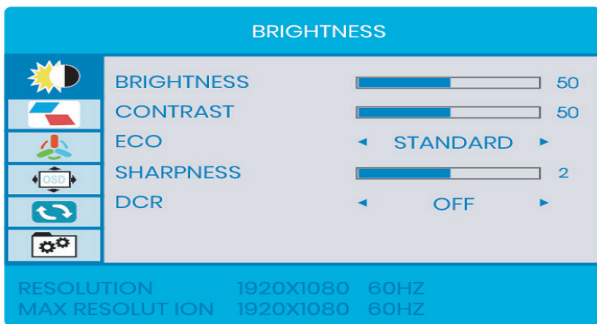 BRIGHTNESS
BRIGHTNESS 50
CONTRAST 50
ECO STANDARD
SHARPNESS 2
DCR OFF
OSD
RESOLUTION 1920X1080 60HZ
MAX RESOLUT ION 1920X1080 60HZ